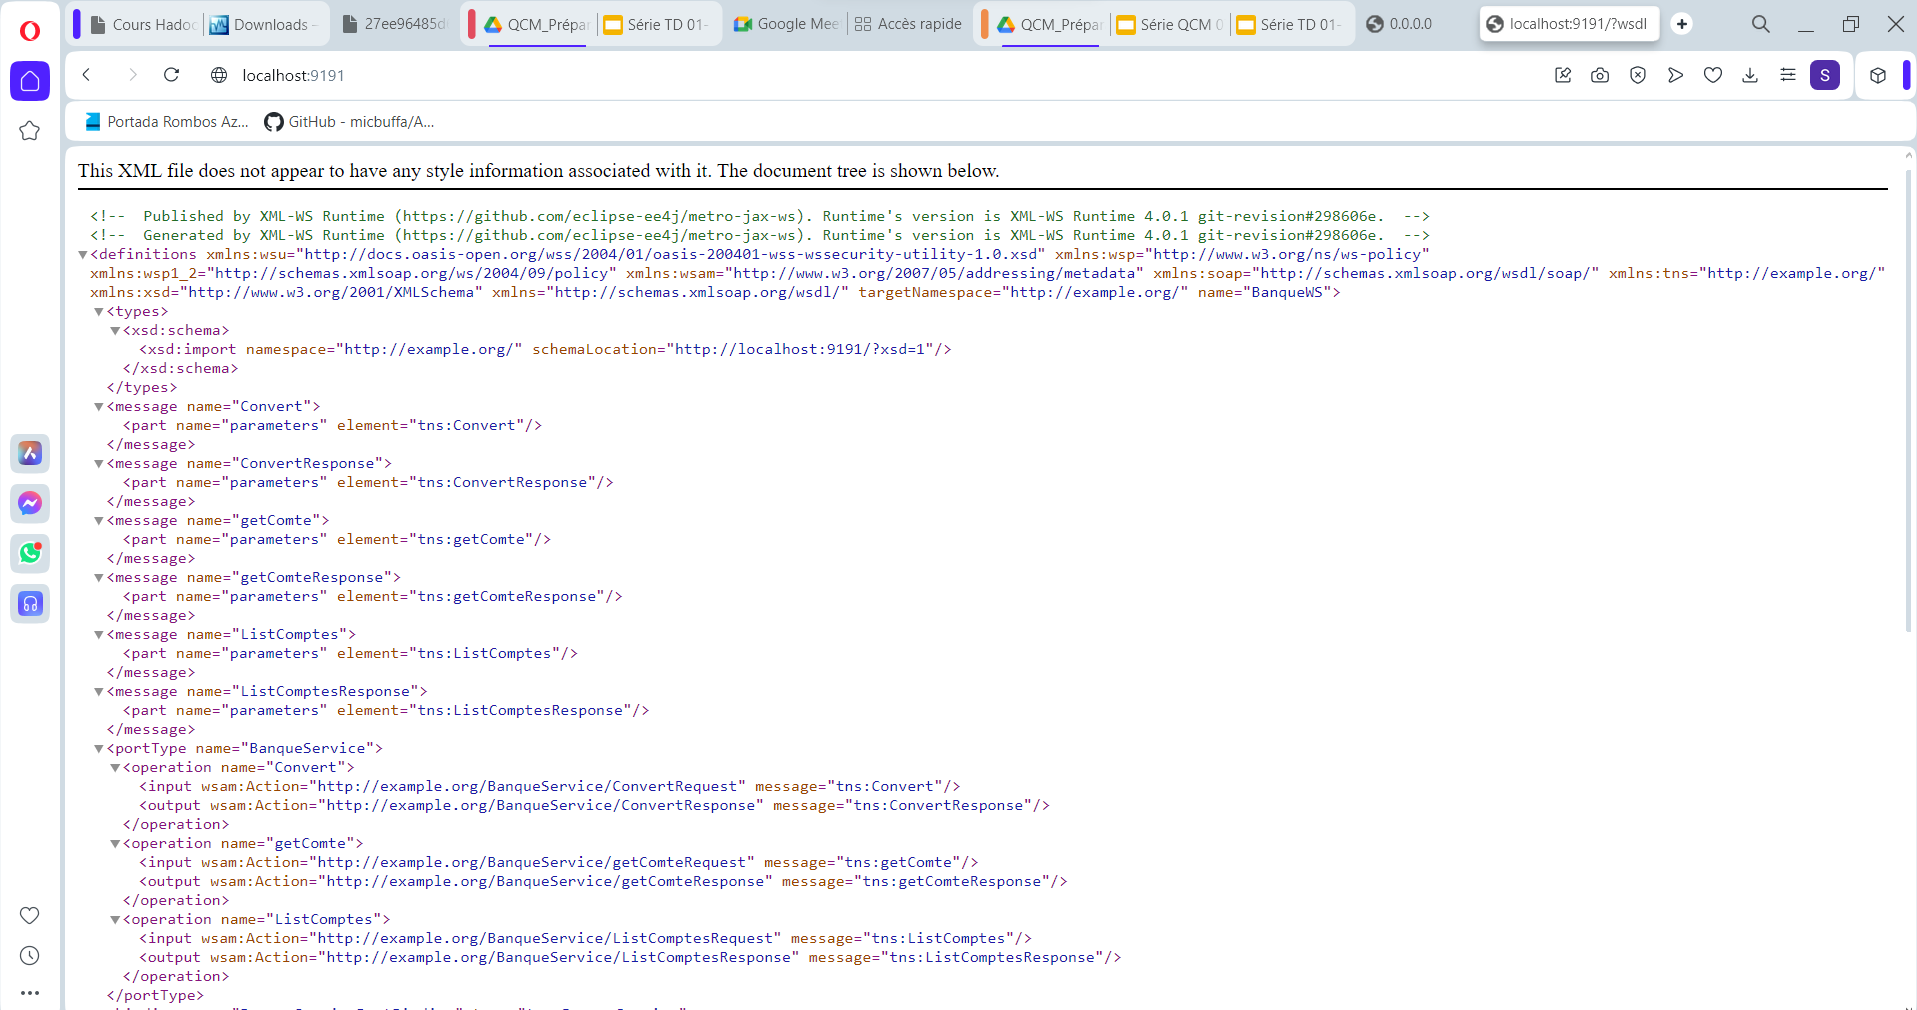 Cours Hadoc
Downloads -
27ee96485d
QCM_Prépar
Série TD 01-
Google Mee
Accès rapide
QCM_Prépar
Série QCM 0
Série TD 01-
0.0.0.0
localhost:9191/?wsdl
localhost:9191
S
Portada Rombos Az...
GitHub - micbuffa/A...
This XML file does not appear to have any style information associated with it. The document tree is shown below.
<!-- Published by XML-WS Runtime (https://github.com/eclipse-ee4j/metro-jax-ws). Runtime's version is XML-WS Runtime 4.0.1 git-revision#298606e. -->
<!-- Generated by XML-WS Runtime (https://github.com/eclipse-ee4j/metro-jax-ws). Runtime's version is XML-WS Runtime 4.0.1 git-revision#298606e. -->
<definitions xmlns:wsu="http://docs.oasis-open.org/wss/2004/01/oasis-200401-wss-wssecurity-utility-1.0.xsd" xmlns:wsp="http://www.w3.org/ns/ws-policy"
xmlns:wsp1_2="http://schemas.xmlsoap.org/ws/2004/09/policy" xmlns:wsam="http://www.w3.org/2007/05/addressing/metadata" xmlns:soap="http://schemas.xmlsoap.org/wsdl/soap/" xmlns:tns="http://example.org/"
xmlns:xsd="http://www.w3.org/2001/XMLSchema" xmlns="http://schemas.xmlsoap.org/wsdl/" targetNamespace="http://example.org/" name="BanqueWS">
<types>
<xsd:schema>
<xsd:import namespace="http://example.org/" schemaLocation="http://localhost:9191/?xsd=1"/>
</xsd:schema>
</types>
<message name="Convert">
<part name="parameters" element="tns:Convert"/>
</message>
<message name="ConvertResponse">
<part name="parameters" element="tns:ConvertResponse"/>
</message>
<message name="getComte">
<part name="parameters" element="tns:getComte"/>
</message>
<message name="getComteResponse">
<part name="parameters" element="tns:getComteResponse"/>
</message>
<message name="ListComptes">
<part name="parameters" element="tns:ListComptes"/>
</message>
<message name="ListComptesResponse">
<part name="parameters" element="tns:ListComptesResponse"/>
</message>
<portType name="BanqueService">
<operation name="Convert">
<input wsam:Action="http://example.org/BanqueService/ConvertRequest" message="tns:Convert"/>
<output wsam:Action="http://example.org/BanqueService/ConvertResponse" message="tns:ConvertResponse"/>
</operation>
<operation name="getComte">
<input wsam:Action="http://example.org/BanqueService/getComteRequest" message="tns:getComte"/>
<output wsam:Action="http://example.org/BanqueService/getComteResponse" message="tns:getComteResponse"/>
</operation>
<operation name="ListComptes">
<input wsam:Action="http://example.org/BanqueService/ListComptesRequest" message="tns:ListComptes"/>
<output wsam:Action="http://example.org/BanqueService/ListComptesResponse" message="tns:ListComptesResponse"/>
</operation>
</portType>